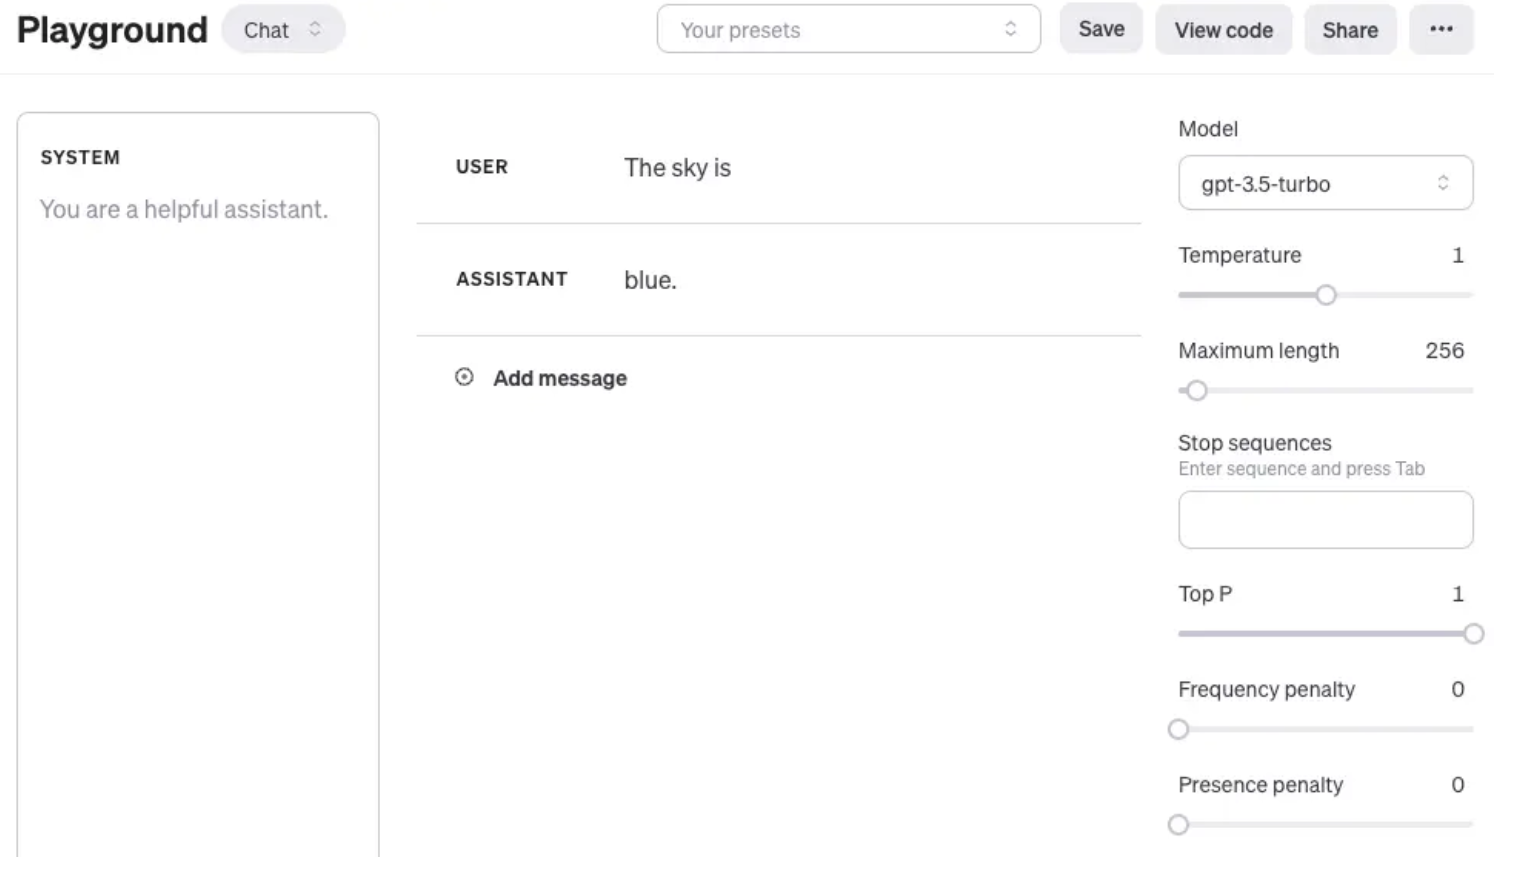 Playground
Chat
Your presets
Save
View code
Share
SYSTEM
You are a helpful assistant.
USER
The sky is
ASSISTANT
blue.
Add message
Model
gpt-3.5-turbo
Temperature 1
Maximum length 256
Stop sequences
Enter sequence and press Tab
Top P 1
Frequency penalty 0
Presence penalty 0